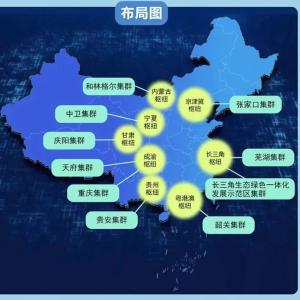 布局图
和林格尔集群
内蒙古
枢纽
京津冀
枢纽
张家口集群
中卫集群
宁夏
枢纽
庆阳集群
甘肃
枢纽
天府集群
成渝
枢纽
长三角
枢纽
芜湖集群
重庆集群
贵州
枢纽
长三角生态绿色一体化
发展示范区集群
贵安集群
粤港澳
枢纽
韶关集群